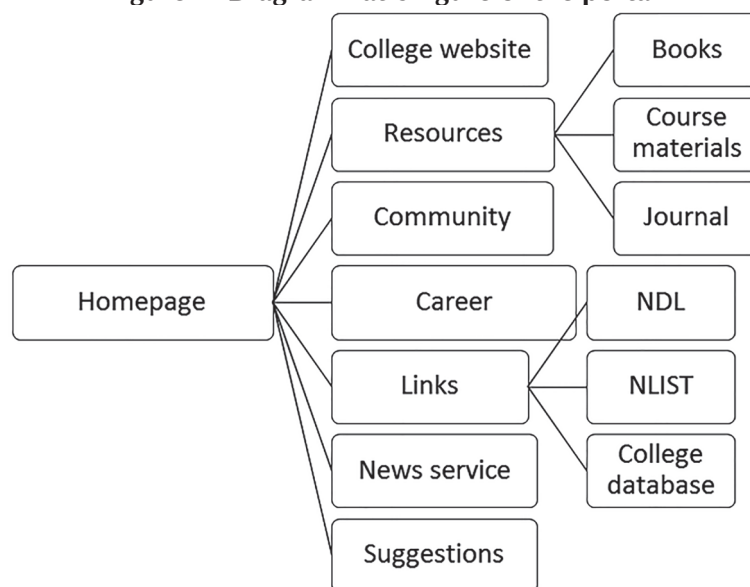 College website
Books
Resources
Course
materials
Community
Journal
Homepage
Career
NDL
Links
NLIST
News service
College
database
Suggestions